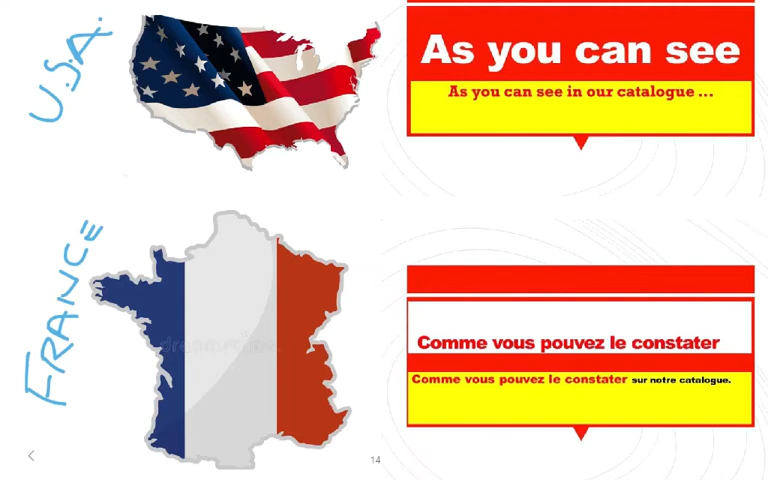 U.S.A.
As you can see
As you can see in our catalogue ...
FRANCE
Comme vous pouvez le constater
Comme vous pouvez le constater sur notre catalogue.
14